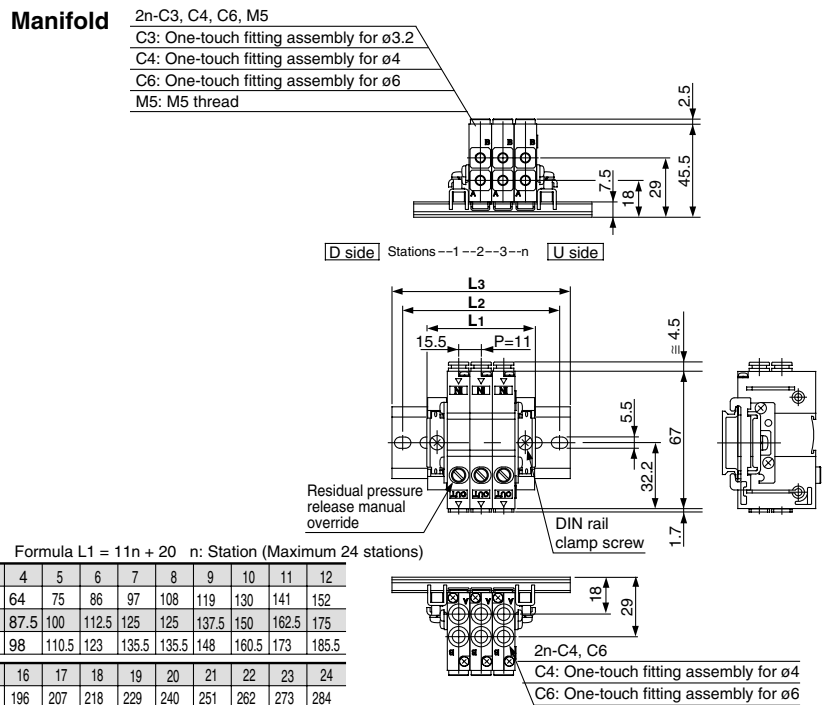 Manifold
2n-C3, C4, C6, M5
C3: One-touch fitting assembly for ø3.2
C4: One-touch fitting assembly for ø4
C6: One-touch fitting assembly for ø6
M5: M5 thread
2.5
7.5
18
29
45.5
B B
A A A
D side Stations --1--2--3--n U side
L3
L2
L1
15.5 P=11
≅ 4.5
IN IN IN
5.5
67
32.2
OUT OUT OUT
1.7
Residual pressure
release manual
override
DIN rail
clamp screw
Formula L1 = 11n + 20 n: Station (Maximum 24 stations)
4 5 6 7 8 9 10 11 12
64 75 86 97 108 119 130 141 152
87.5 100 112.5 125 125 137.5 150 162.5 175
98 110.5 123 135.5 135.5 148 160.5 173 185.5
16 17 18 19 20 21 22 23 24
196 207 218 229 240 251 262 273 284
18
29
A A
B B B
2n-C4, C6
C4: One-touch fitting assembly for ø4
C6: One-touch fitting assembly for ø6